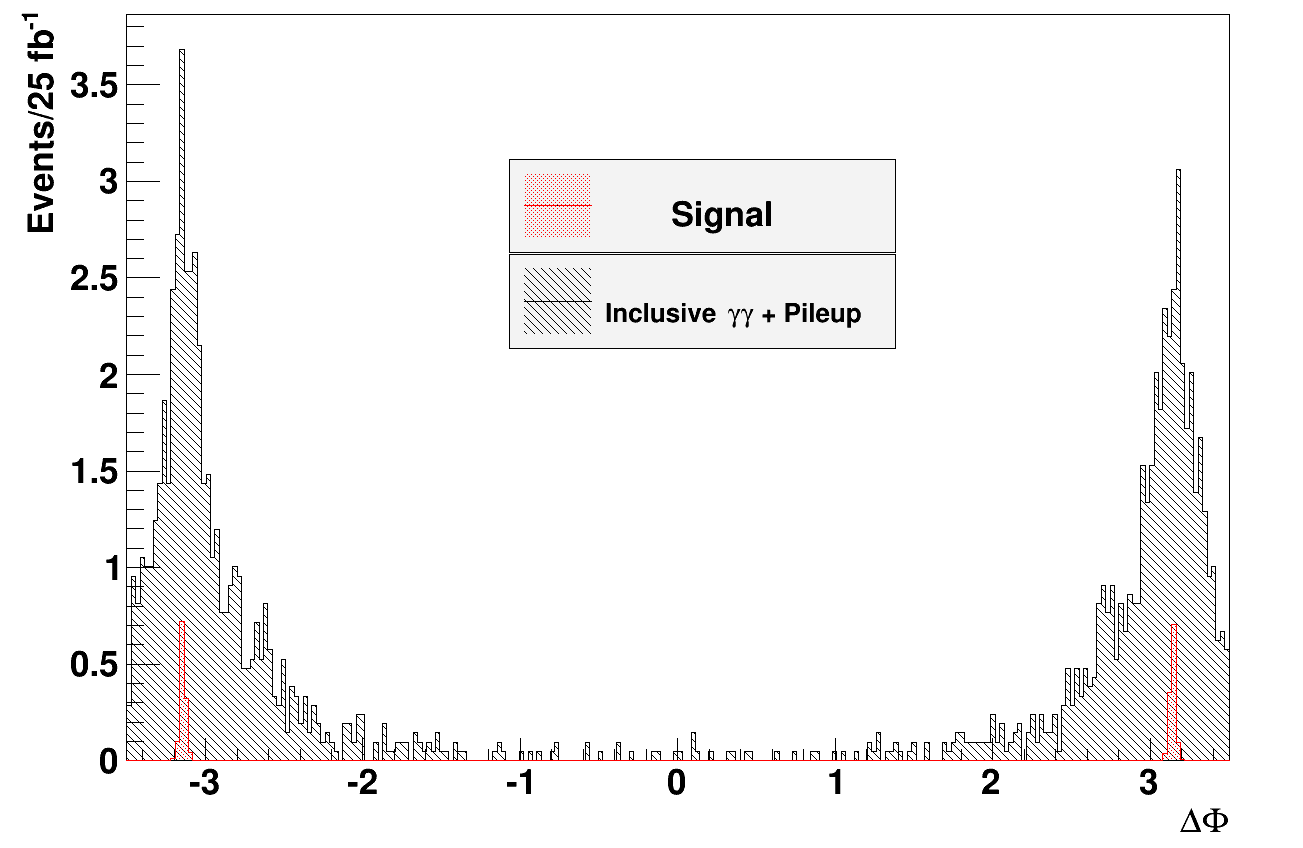 Events/25 fb⁻¹
3.5
3
2.5
2
1.5
1
0.5
0
Signal
Inclusive γγ + Pileup
-3 -2 -1 0 1 2 3
ΔΦ